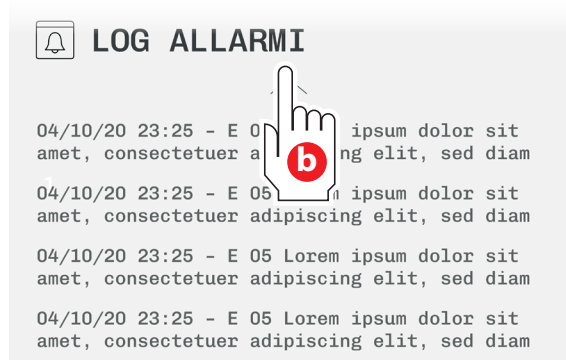 LOG ALLARMI
04/10/20 23:25 – E 0 ipsum dolor sit
amet, consectetuer a ng elit, sed diam
b
04/10/20 23:25 – E 05 ipsum dolor sit
amet, consectetuer adipiscing elit, sed diam
04/10/20 23:25 – E 05 Lorem ipsum dolor sit
amet, consectetuer adipiscing elit, sed diam
04/10/20 23:25 – E 05 Lorem ipsum dolor sit
amet, consectetuer adipiscing elit, sed diam